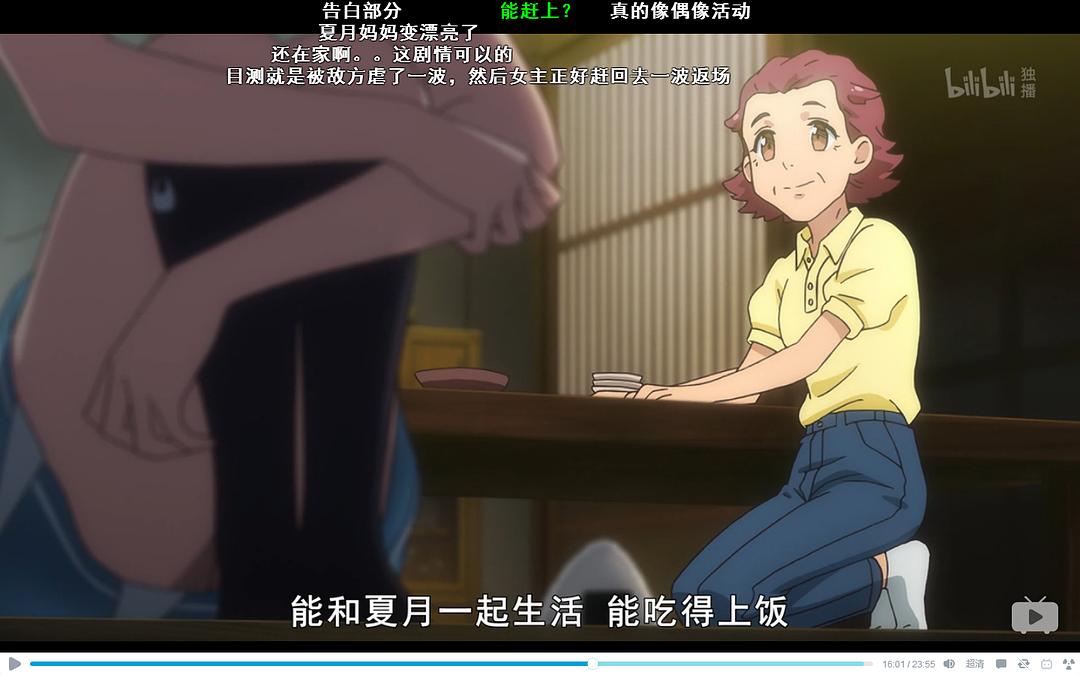 告白部分 能赶上？ 真的像偶像活动
夏月妈妈变漂亮了
还在家啊。。这剧情可以的
目测就是被敌方虐了一波，然后女主正好赶回去一波返场
bilibili 独播
能和夏月一起生活 能吃得上饭
16:01/23:55 超清